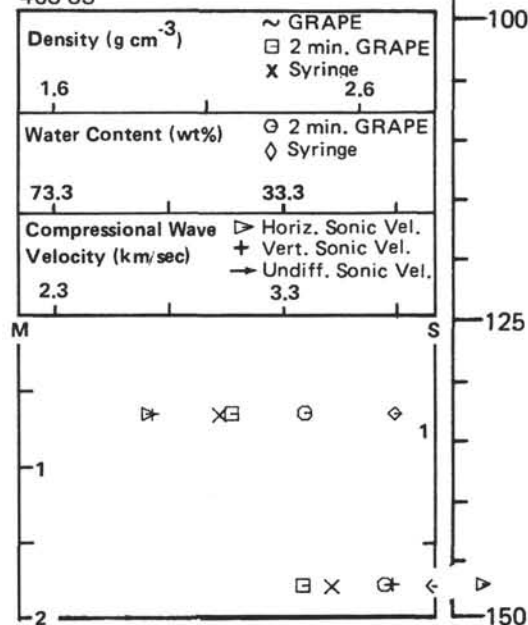 Density (g cm-3)
~ GRAPE
2 min. GRAPE
x Syringe
1.6 2.6
Water Content (wt%)
2 min. GRAPE
◇ Syringe
73.3 33.3
Compressional Wave
Velocity (km/sec)
Horiz. Sonic Vel.
+ Vert. Sonic Vel.
→ Undiff. Sonic Vel.
2.3 3.3
M S
1
1
2
100
125
150